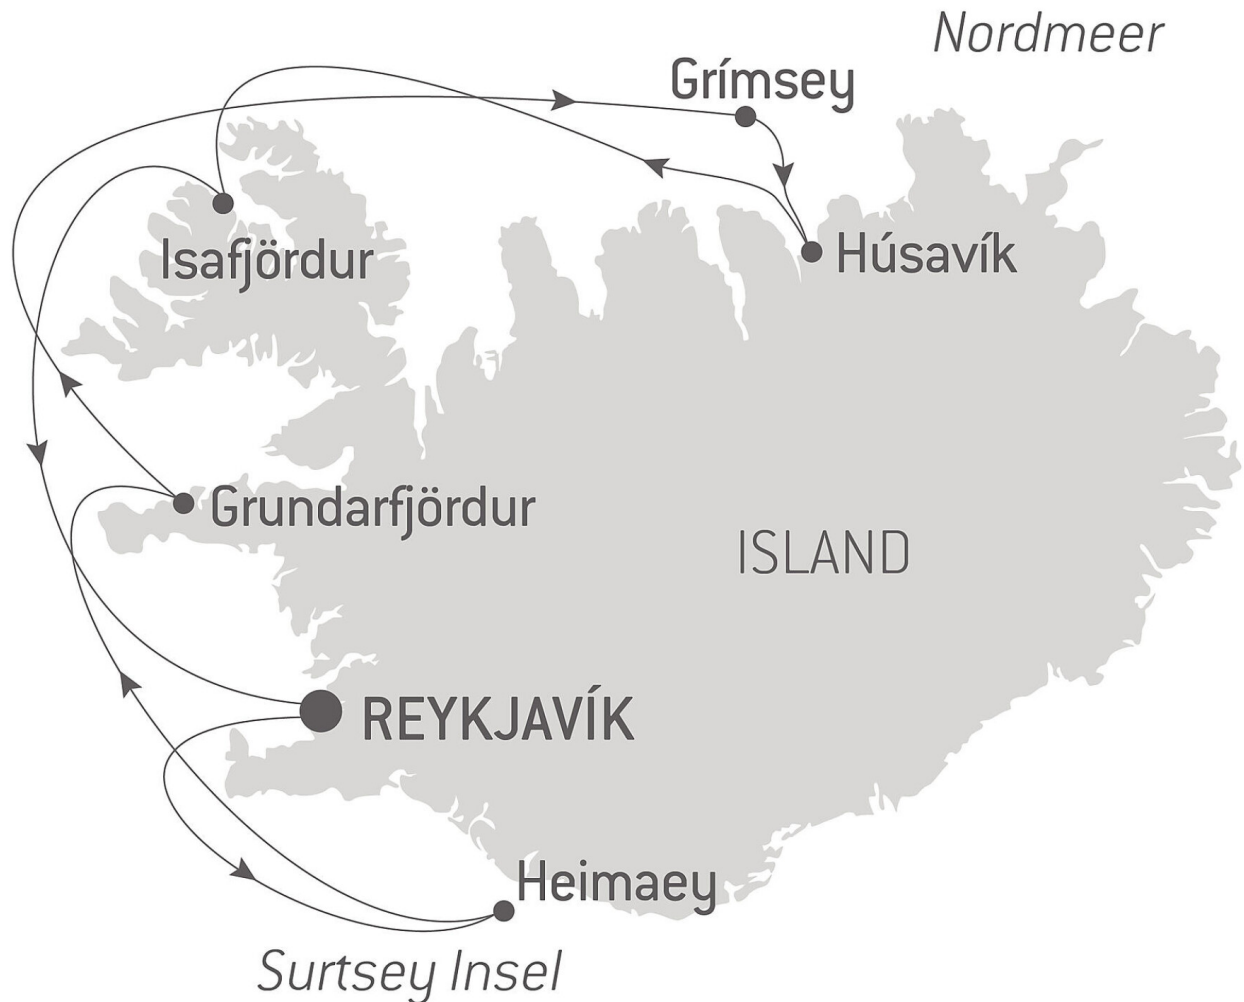 Nordmeer
Grímsey
Isafjördur
Húsavík
Grundarfjördur
ISLAND
REYKJAVÍK
Heimaey
Surtsey Insel